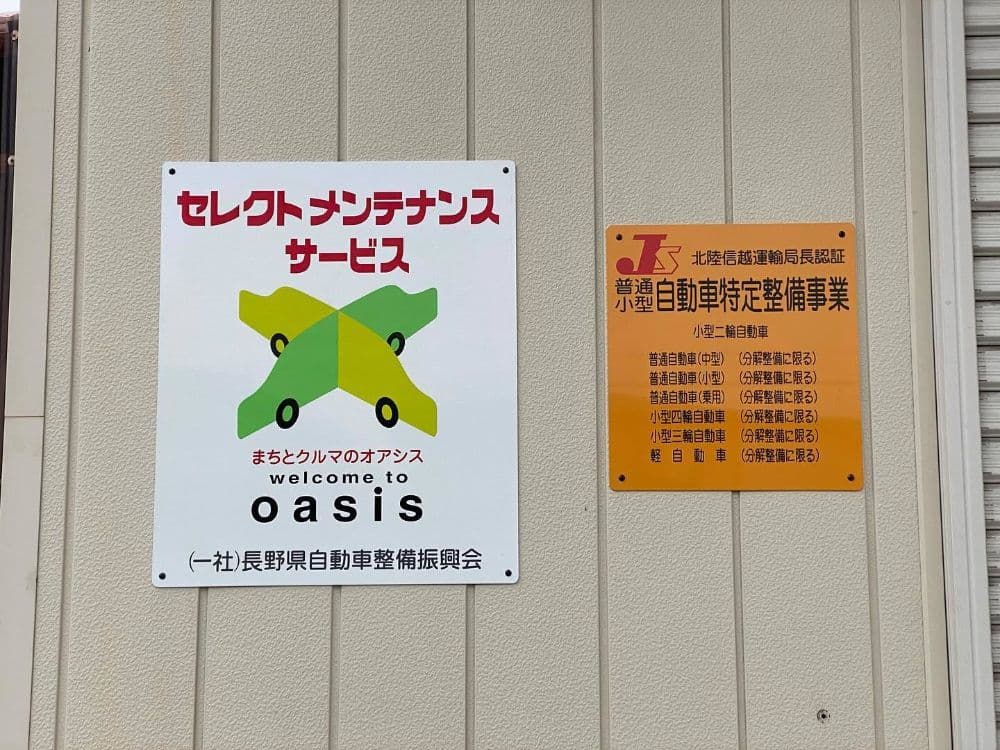 セレクトメンテナンス
サービス
まちとクルマのオアシス
welcome to
oasis
(一社)長野県自動車整備振興会
JS 北陸信越運輸局長認証
普通小型自動車特定整備事業
小型二輪自動車
普通自動車(中型) (分解整備に限る)
普通自動車(小型) (分解整備に限る)
普通自動車(乗用) (分解整備に限る)
小型四輪自動車 (分解整備に限る)
小型三輪自動車 (分解整備に限る)
軽自動車 (分解整備に限る)